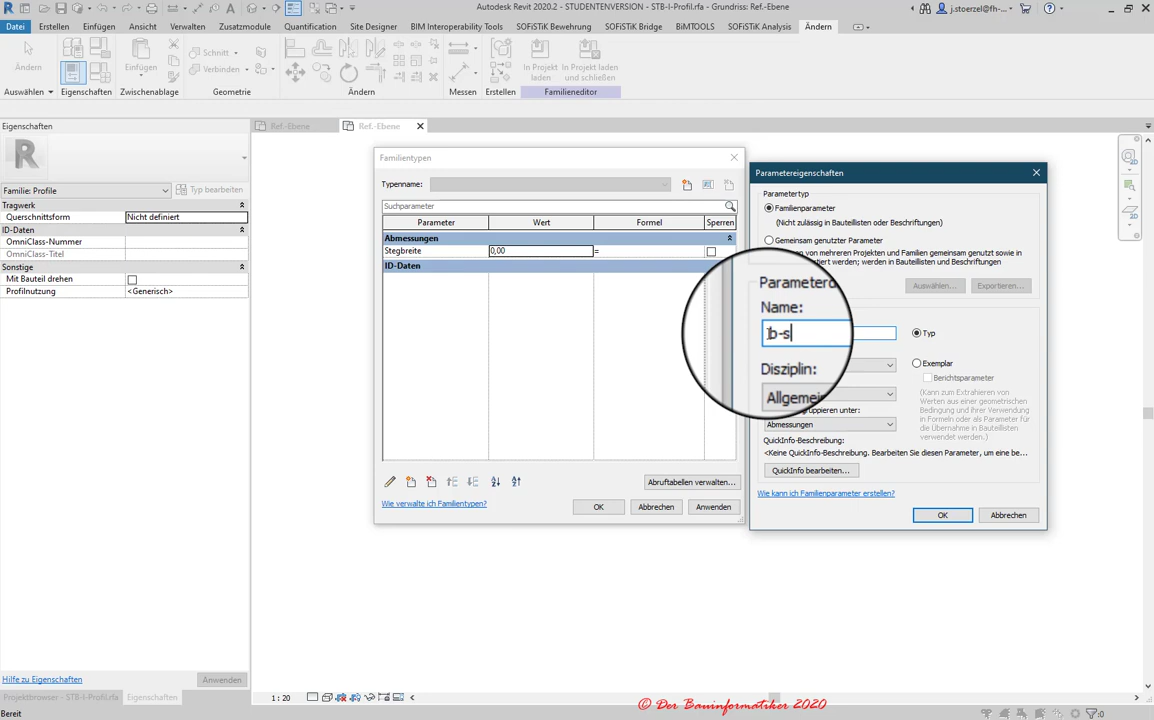 Autodesk Revit 2020.2 - STUDENTENVERSION - STB-I-Profil.rfa - Grundriss: Ref.-Ebene
j.stoerzel@fh-...
Datei Erstellen Einfügen Ansicht Verwalten Zusatzmodule Quantification Site Designer BIM Interoperability Tools SOFiSTiK Bewehrung SOFiSTiK Bridge BiMTOOLS SOFiSTiK Analysis Ändern
Ändern
Einfügen
Schnitt
Verbinden
In Projekt laden
In Projekt laden und schließen
Auswählen Eigenschaften Zwischenablage Geometrie Ändern Messen Erstellen Familieneditor
Eigenschaften
Ref.-Ebene Ref.-Ebene
Familie: Profile
Typ bearbeiten
Tragwerk
Querschnittsform Nicht definiert
ID-Daten
OmniClass-Nummer
OmniClass-Titel
Sonstige
Mit Bauteil drehen
Profilnutzung <Generisch>
Hilfe zu Eigenschaften
Anwenden
Projektbrowser - STB-I-Profil.rfa Eigenschaften
Bereit
Familientypen
Typenname:
Suchparameter
Parameter Wert Formel Sperren
Abmessungen
Stegbreite 0,00 =
ID-Daten
Abruftabellen verwalten...
Wie verwalte ich Familientypen?
OK Abbrechen Anwenden
Parametereigenschaften
Parametertyp
Familienparameter
(Nicht zulässig in Bauteillisten oder Beschriftungen)
Gemeinsam genutzter Parameter
von mehreren Projekten und Familien gemeinsam genutzt sowie in
werden; werden in Bauteillisten und Beschriftungen
Auswählen... Exportieren...
Name:
b-s
Disziplin:
Typ
Exemplar
Berichtsparameter
(Kann zum Extrahieren von
Werten aus einer geometrischen
Bedingung und ihrer Verwendung
in Formeln oder als Parameter für
die Übernahme in Bauteillisten
verwendet werden.)
Abmessungen
QuickInfo-Beschreibung:
<Keine QuickInfo-Beschreibung. Bearbeiten Sie diesen Parameter, um eine be...
QuickInfo bearbeiten...
Wie kann ich Familienparameter erstellen?
OK Abbrechen
1 : 20
© Der Bauinformatiker 2020
:0